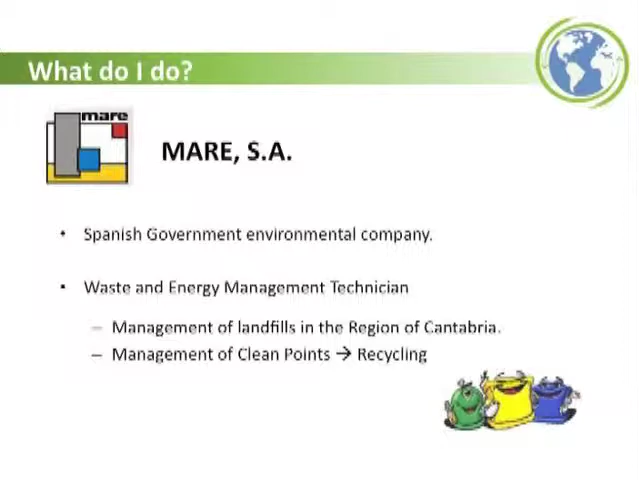 What do I do?
mare
MARE, S.A.
• Spanish Government environmental company.
• Waste and Energy Management Technician
– Management of landfills in the Region of Cantabria.
– Management of Clean Points → Recycling